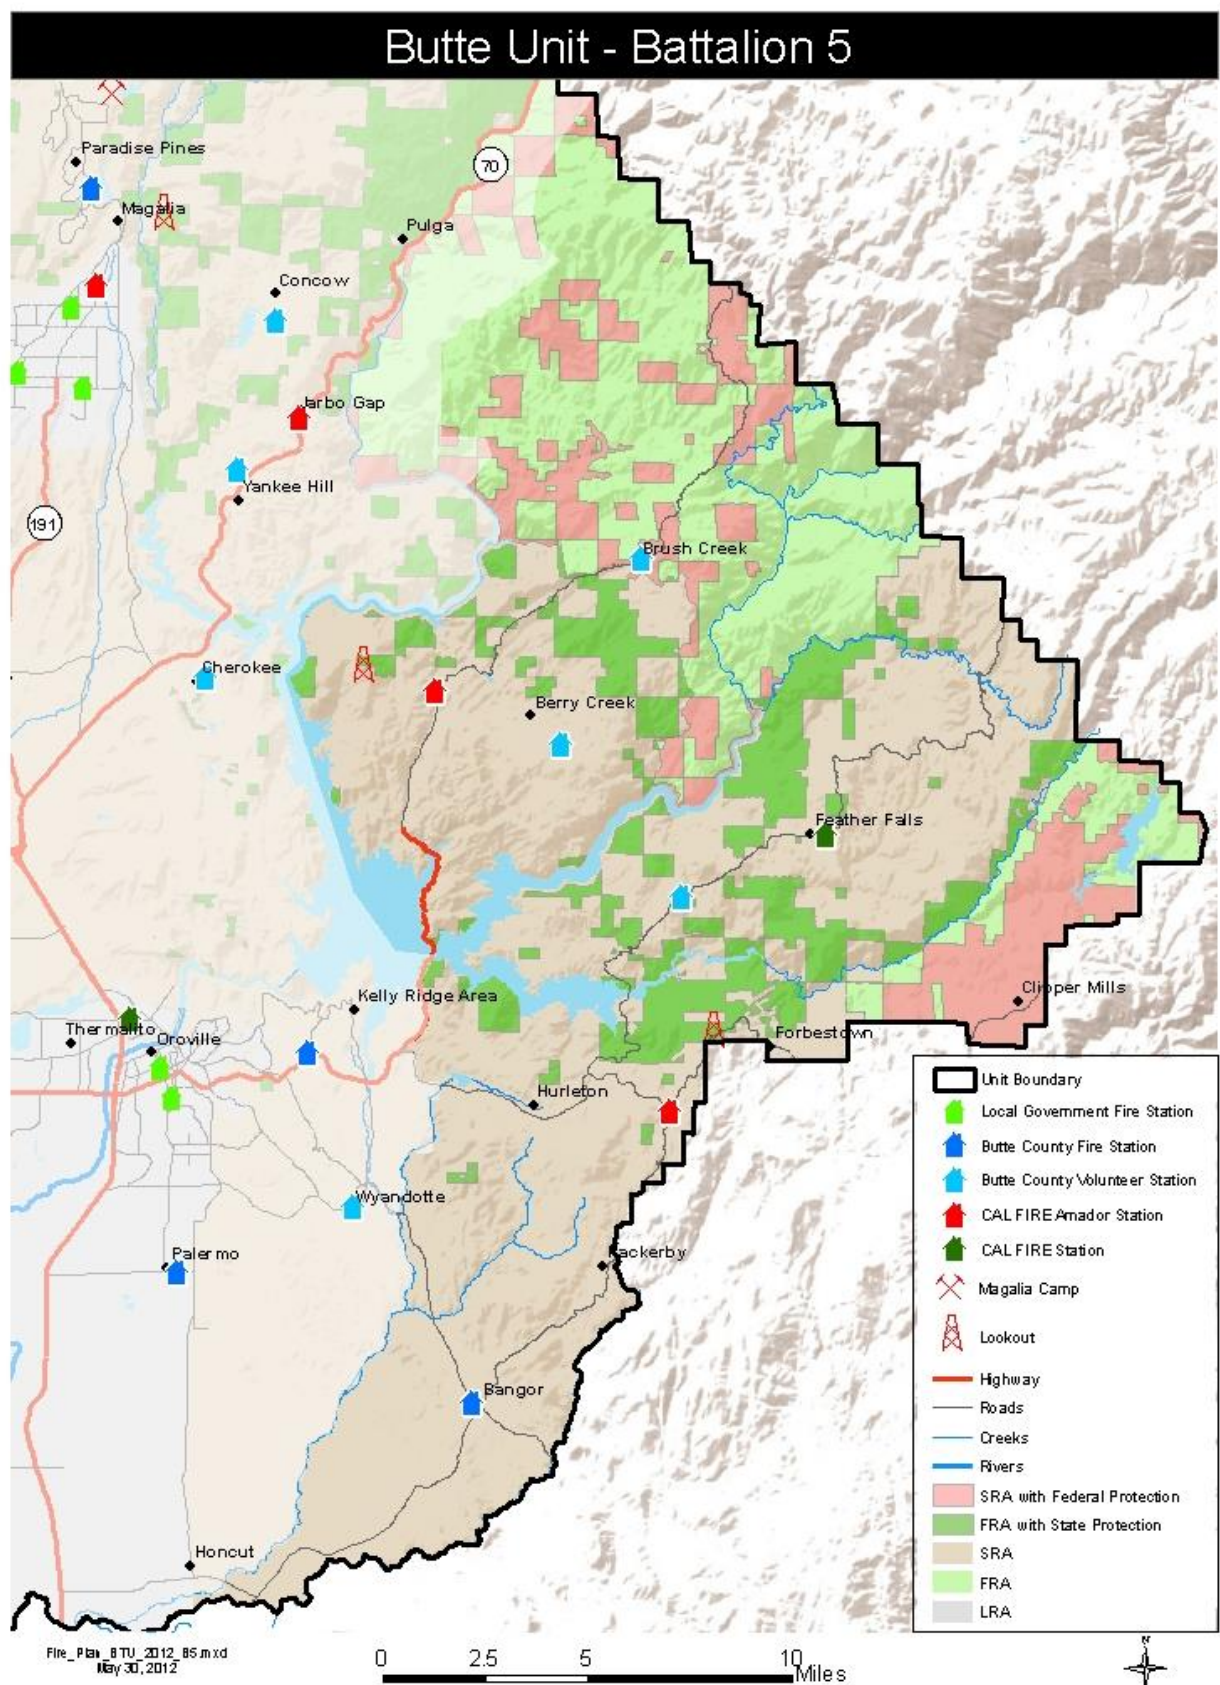 Butte Unit - Battalion 5
Paradise Pines
70
Magalia
Pulga
Concow
Jarbo Gap
Yankee Hill
191
Brush Creek
Cherokee
Berry Creek
Feather Falls
Kelly Ridge Area
Clipper Mills
Thermalito
Oroville
Forbestown
Hurleton
Wyandotte
Palermo
Rackerby
Bangor
Honcut
Unit Boundary
Local Government Fire Station
Butte County Fire Station
Butte County Volunteer Station
CAL FIRE Amador Station
CAL FIRE Station
Magalia Camp
Lookout
Highway
Roads
Creeks
Rivers
SRA with Federal Protection
FRA with State Protection
SRA
FRA
LRA
Fire_Plan_BTU_2012_B5.mxd
May 30, 2012
0 2.5 5 10
Miles
N